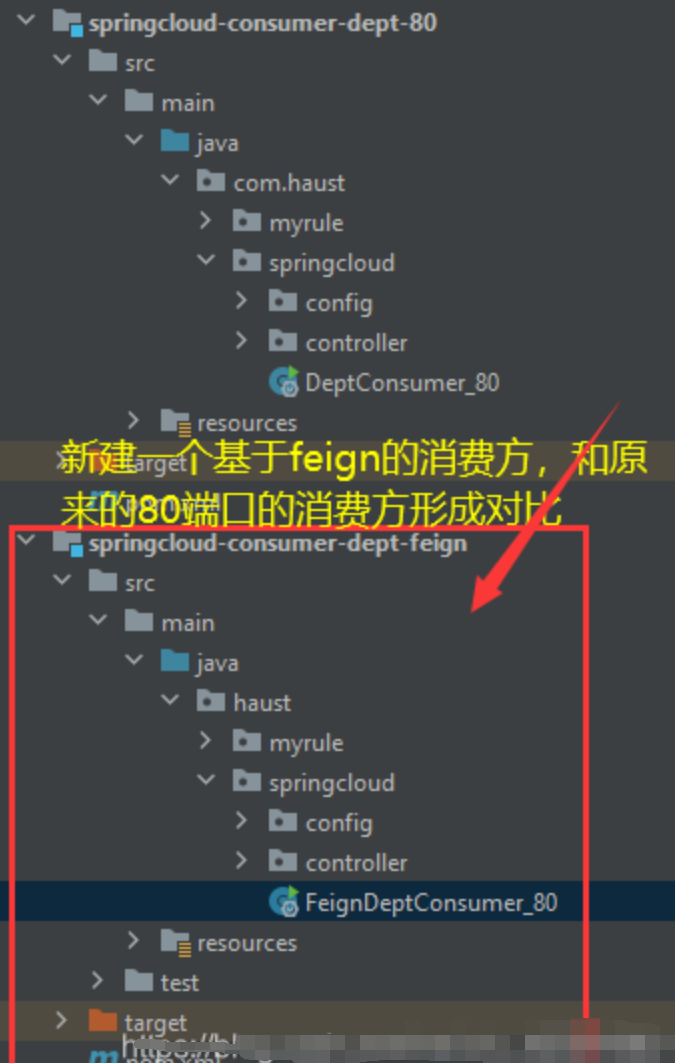 springcloud-consumer-dept-80
src
main
java
com.haust
myrule
springcloud
config
controller
DeptConsumer_80
resources
target
新建一个基于feign的消费方，和原
来的80端口的消费方形成对比
springcloud-consumer-dept-feign
src
main
java
haust
myrule
springcloud
config
controller
FeignDeptConsumer_80
resources
test
target
pom.xml